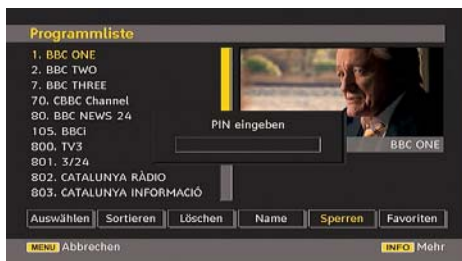 Programmliste
1. BBC ONE
2. BBC TWO
7. BBC THREE
70. CBBC Channel
80. BBC NEWS 24
105. BBCi
800. TV3
801. 3/24
802. CATALUNYA RÀDIO
803. CATALUNYA INFORMACIÓ
PIN eingeben
BBC ONE
Auswählen Sortieren Löschen Name Sperren Favoriten
MENU Abbrechen INFO Mehr